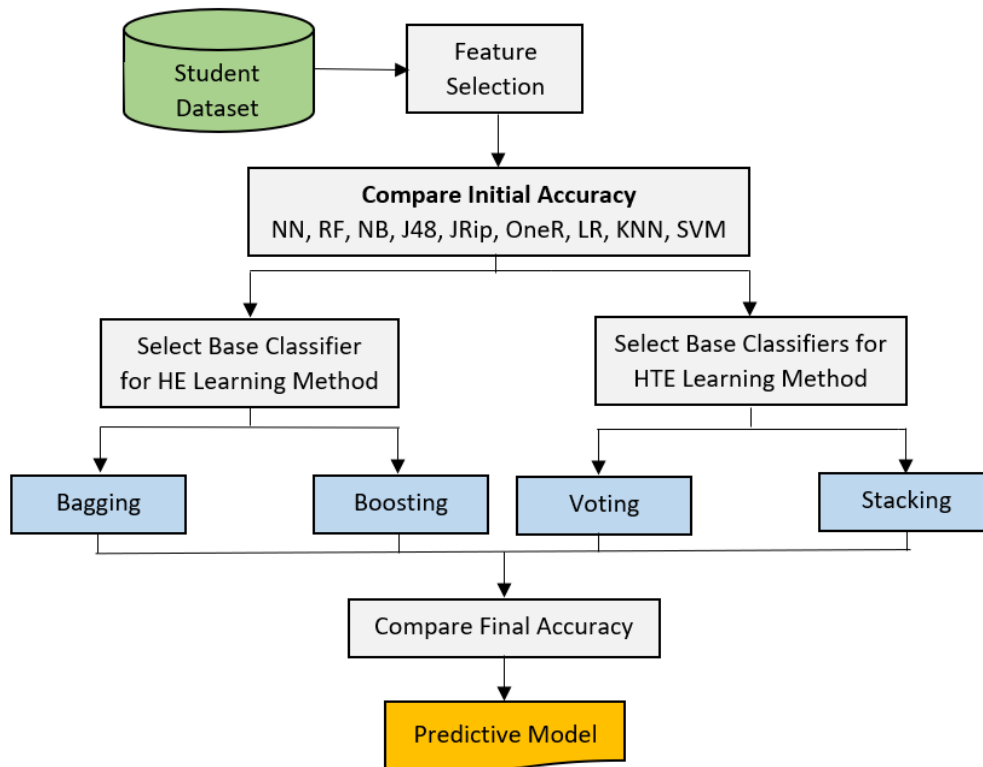 Student
Dataset
Feature
Selection
Compare Initial Accuracy
NN, RF, NB, J48, JRip, OneR, LR, KNN, SVM
Select Base Classifier
for HE Learning Method
Select Base Classifiers for
HTE Learning Method
Bagging
Boosting
Voting
Stacking
Compare Final Accuracy
Predictive Model